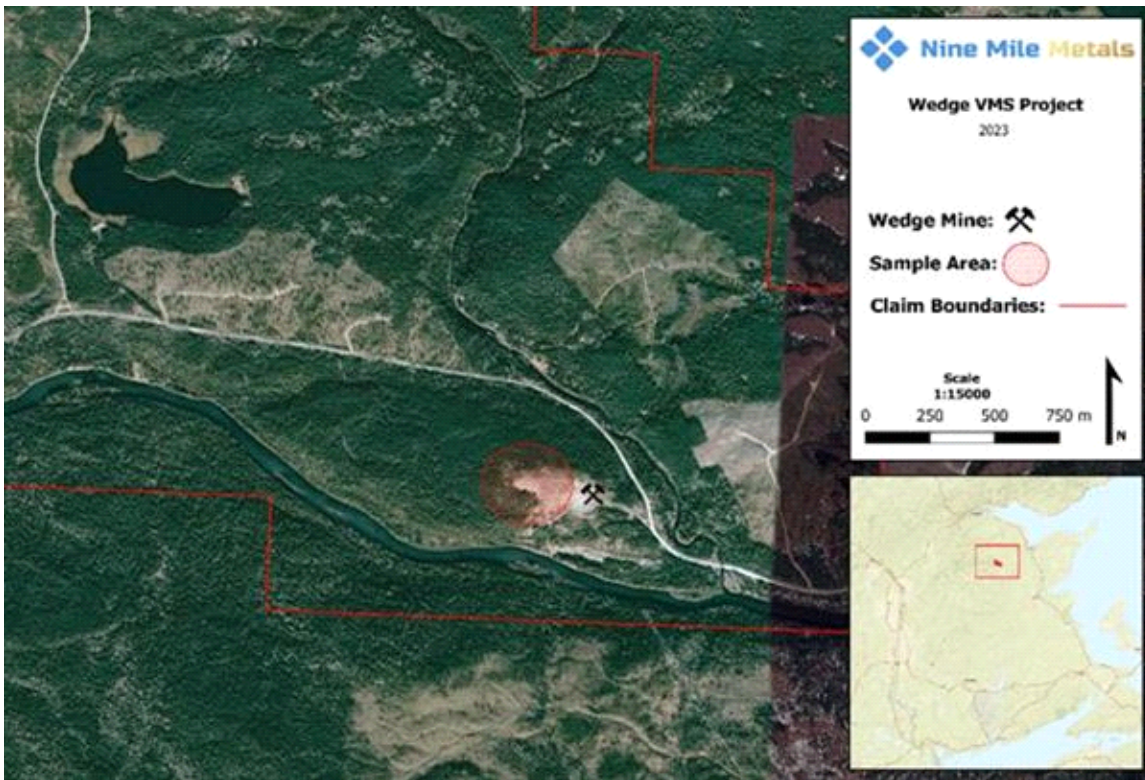 Nine Mile Metals
Wedge VMS Project
2023
Wedge Mine:
Sample Area:
Claim Boundaries:
Scale
1:15000
0 250 500 750 m
N